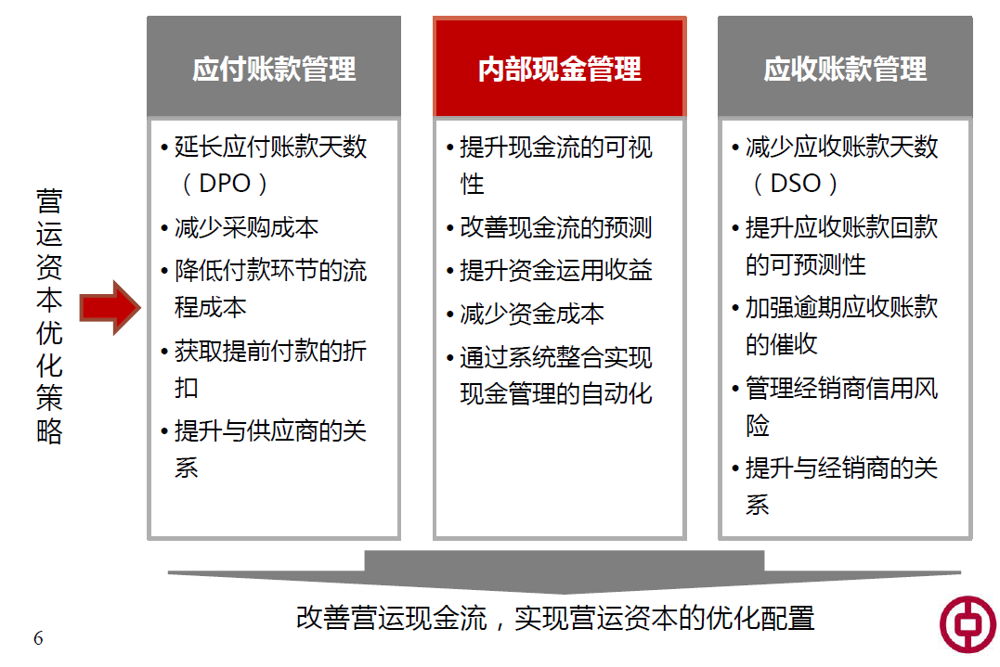 营运资本优化策略
应付账款管理
• 延长应付账款天数
（DPO）
• 减少采购成本
• 降低付款环节的流
程成本
• 获取提前付款的折
扣
• 提升与供应商的关
系
内部现金管理
• 提升现金流的可视
性
• 改善现金流的预测
• 提升资金运用收益
• 减少资金成本
• 通过系统整合实现
现金管理的自动化
应收账款管理
• 减少应收账款天数
（DSO）
• 提升应收账款回款
的可预测性
• 加强逾期应收账款
的催收
• 管理经销商信用风
险
• 提升与经销商的关
系
改善营运现金流，实现营运资本的优化配置
6